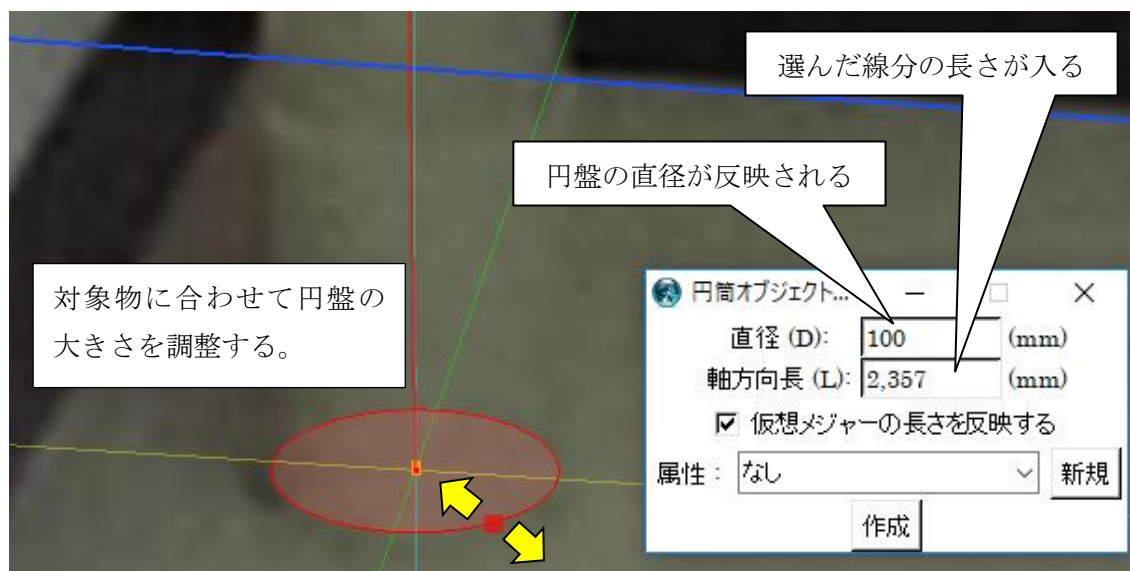 選んだ線分の長さが入る
円盤の直径が反映される
対象物に合わせて円盤の
大きさを調整する。
円筒オブジェクト...
直径 (D): 100 (mm)
軸方向長 (L): 2,357 (mm)
仮想メジャーの長さを反映する
属性： なし 新規
作成